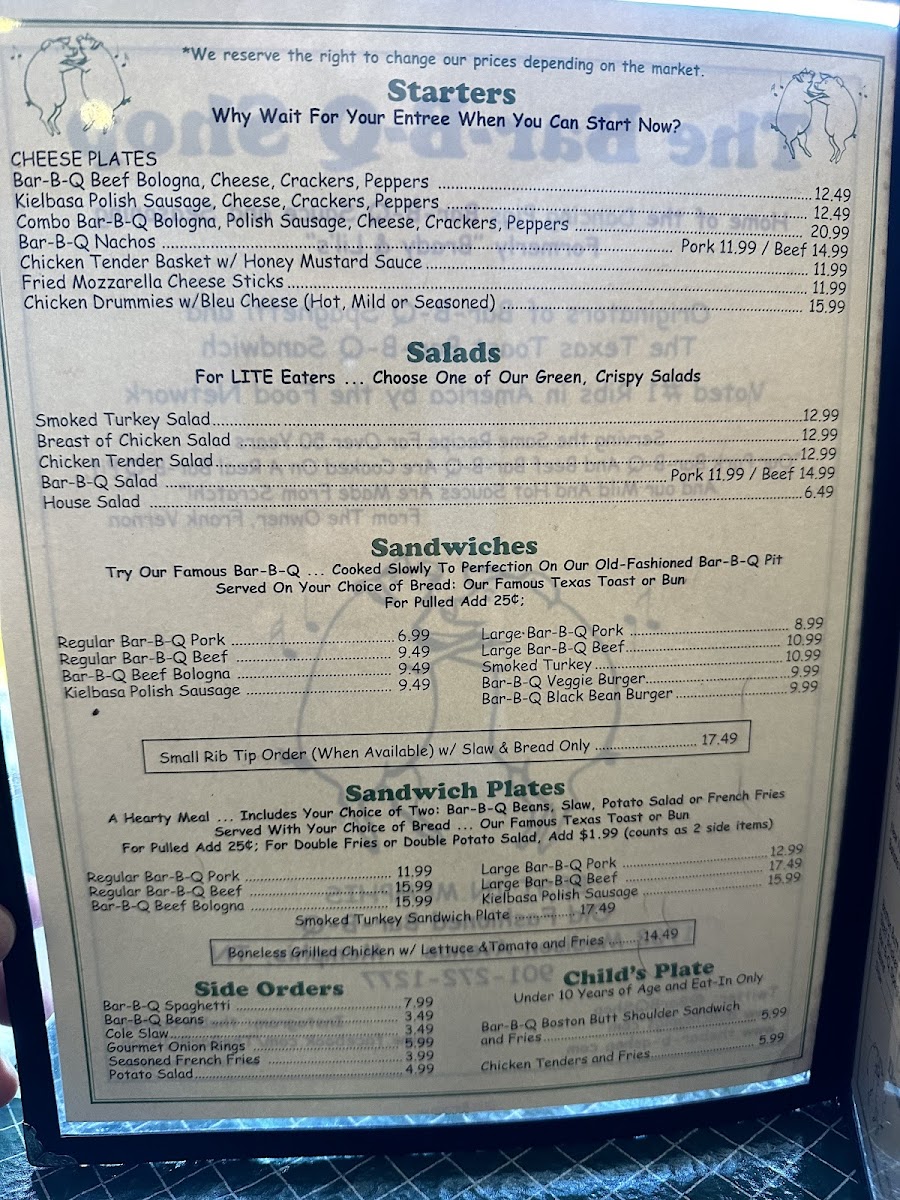 *We reserve the right to change our prices depending on the market.
Starters
Why Wait For Your Entree When You Can Start Now?
CHEESE PLATES
Bar-B-Q Beef Bologna, Cheese, Crackers, Peppers 12.49
Kielbasa Polish Sausage, Cheese, Crackers, Peppers 12.49
Combo Bar-B-Q Bologna, Polish Sausage, Cheese, Crackers, Peppers 20.99
Bar-B-Q Nachos Pork 11.99 / Beef 14.99
Chicken Tender Basket w/ Honey Mustard Sauce 11.99
Fried Mozzarella Cheese Sticks 11.99
Chicken Drummies w/Bleu Cheese (Hot, Mild or Seasoned) 15.99
Salads
For LITE Eaters ... Choose One of Our Green, Crispy Salads
Smoked Turkey Salad 12.99
Breast of Chicken Salad 12.99
Chicken Tender Salad 12.99
Bar-B-Q Salad Pork 11.99 / Beef 14.99
House Salad 6.49
Sandwiches
Try Our Famous Bar-B-Q ... Cooked Slowly To Perfection On Our Old-Fashioned Bar-B-Q Pit
Served On Your Choice of Bread: Our Famous Texas Toast or Bun
For Pulled Add 25¢;
Regular Bar-B-Q Pork 6.99
Regular Bar-B-Q Beef 9.49
Bar-B-Q Beef Bologna 9.49
Kielbasa Polish Sausage 9.49
Large Bar-B-Q Pork 8.99
Large Bar-B-Q Beef 10.99
Smoked Turkey 10.99
Bar-B-Q Veggie Burger 9.99
Bar-B-Q Black Bean Burger 9.99
Small Rib Tip Order (When Available) w/ Slaw & Bread Only 17.49
Sandwich Plates
A Hearty Meal ... Includes Your Choice of Two: Bar-B-Q Beans, Slaw, Potato Salad or French Fries
Served With Your Choice of Bread ... Our Famous Texas Toast or Bun
For Pulled Add 25¢; For Double Fries or Double Potato Salad, Add $1.99 (counts as 2 side items)
Regular Bar-B-Q Pork 11.99
Regular Bar-B-Q Beef 15.99
Bar-B-Q Beef Bologna 15.99
Large Bar-B-Q Pork 12.99
Large Bar-B-Q Beef 17.49
Kielbasa Polish Sausage 15.99
Smoked Turkey Sandwich Plate 17.49
Boneless Grilled Chicken w/ Lettuce & Tomato and Fries 14.49
Side Orders
Bar-B-Q Spaghetti 7.99
Bar-B-Q Beans 3.49
Cole Slaw 3.49
Gourmet Onion Rings 5.99
Seasoned French Fries 3.99
Potato Salad 4.99
Child's Plate
Under 10 Years of Age and Eat-In Only
Bar-B-Q Boston Butt Shoulder Sandwich
and Fries 5.99
Chicken Tenders and Fries 5.99